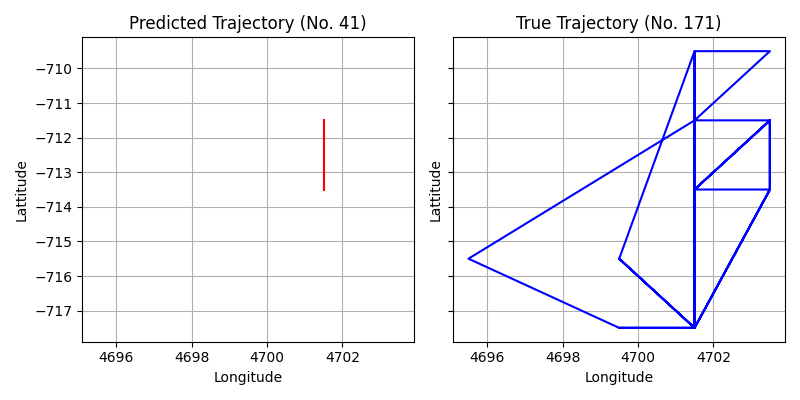 Predicted Trajectory (No. 41)
True Trajectory (No. 171)
Lattitude
−710
−711
−712
−713
−714
−715
−716
−717
4696
4698
4700
4702
Longitude
Lattitude
4696
4698
4700
4702
Longitude